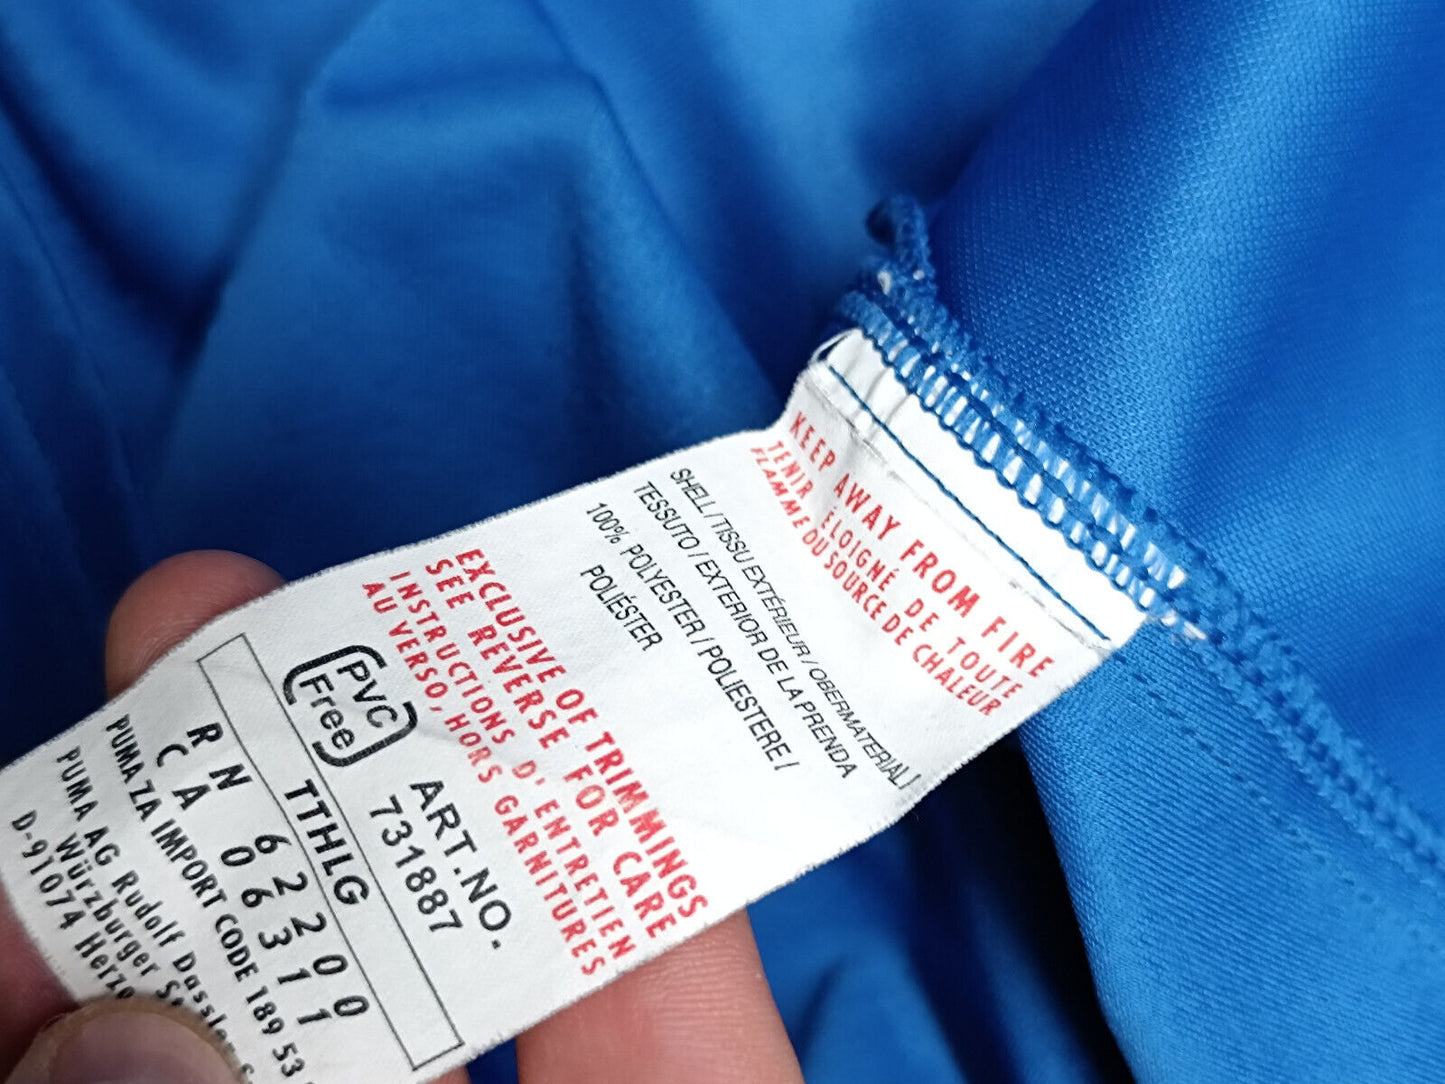 KEEP AWAY FROM FIRE
TENIR ÉLOIGNÉ DE TOUTE
FLAMME OU SOURCE DE CHALEUR
SHELL / TISSU EXTÉRIEUR / OBERMATERIAL /
TESSUTO / EXTERIOR DE LA PRENDA
100% POLYESTER / POLIESTERE /
POLIÉSTER
EXCLUSIVE OF TRIMMINGS
SEE REVERSE FOR CARE
INSTRUCTIONS D'ENTRETIEN
AU VERSO, HORS GARNITURES
PVC
Free
ART.NO.
731887
TTHLG
RN 62200
CA 06311
PUMA ZA IMPORT CODE 189 53
PUMA AG Rudolf Dassler
Würzburger
D-91074